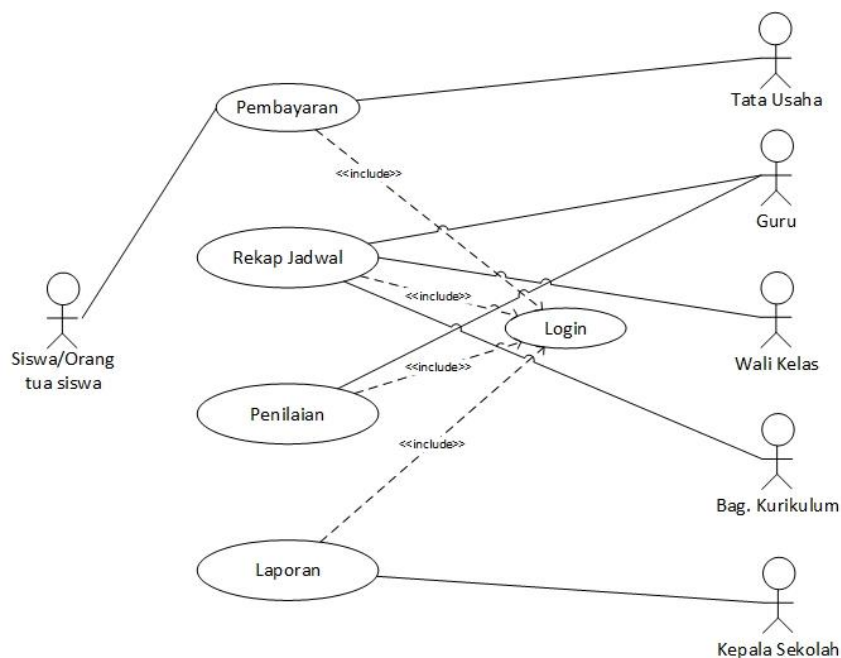 Tata Usaha
Pembayaran
<<include>>
Guru
Rekap Jadwal
<<include>>
Login
Siswa/Orang
tua siswa
Wali Kelas
<<include>>
Penilaian
<<include>>
Bag. Kurikulum
Laporan
Kepala Sekolah